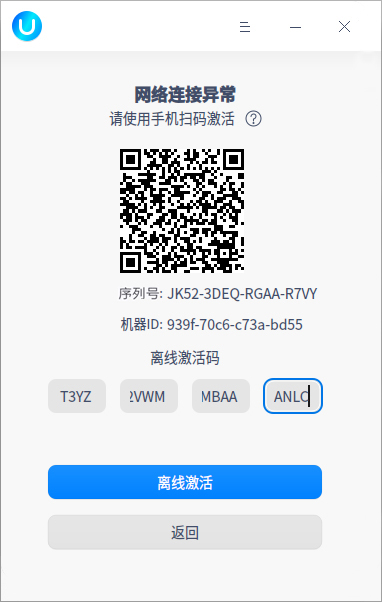 网络连接异常
请使用手机扫码激活 ?
序列号: JK52-3DEQ-RGAA-R7VY
机器ID: 939f-70c6-c73a-bd55
离线激活码
T3YZ 2VWM MBAA ANLC
离线激活
返回